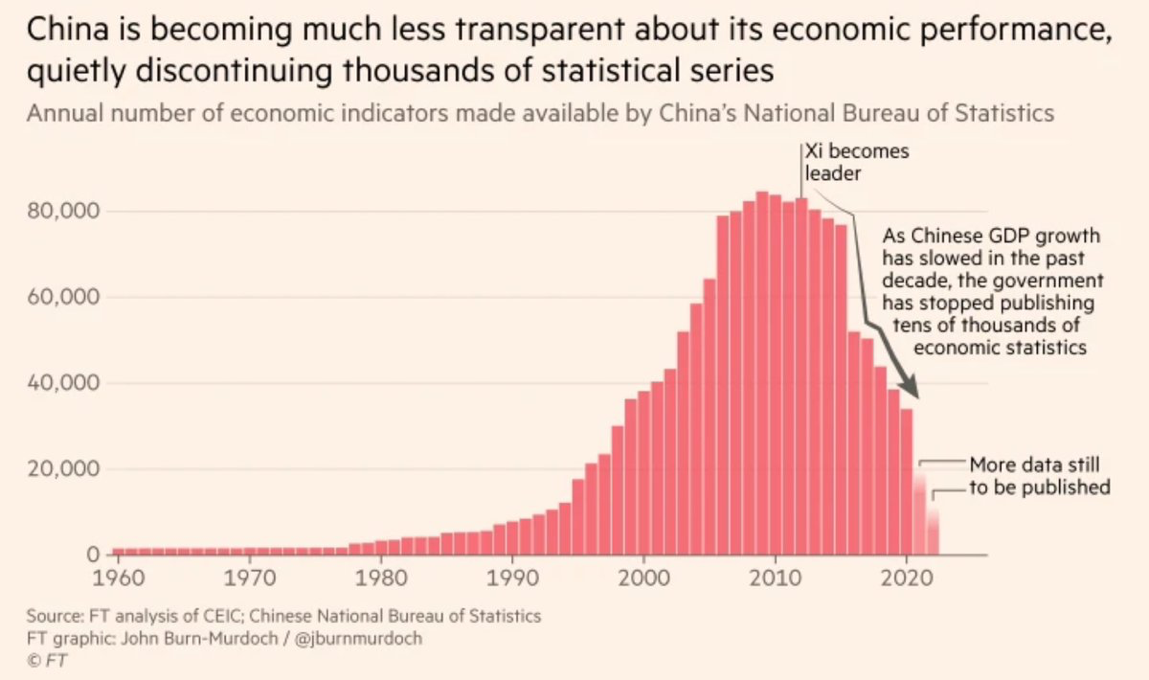 China is becoming much less transparent about its economic performance,
quietly discontinuing thousands of statistical series
Annual number of economic indicators made available by China's National Bureau of Statistics
Xi becomes
leader
80,000
As Chinese GDP growth
has slowed in the past
decade, the government
has stopped publishing
tens of thousands of
economic statistics
60,000
40,000
20,000
More data still
to be published
0
1960 1970 1980 1990 2000 2010 2020
Source: FT analysis of CEIC; Chinese National Bureau of Statistics
FT graphic: John Burn-Murdoch / @jburnmurdoch
© FT